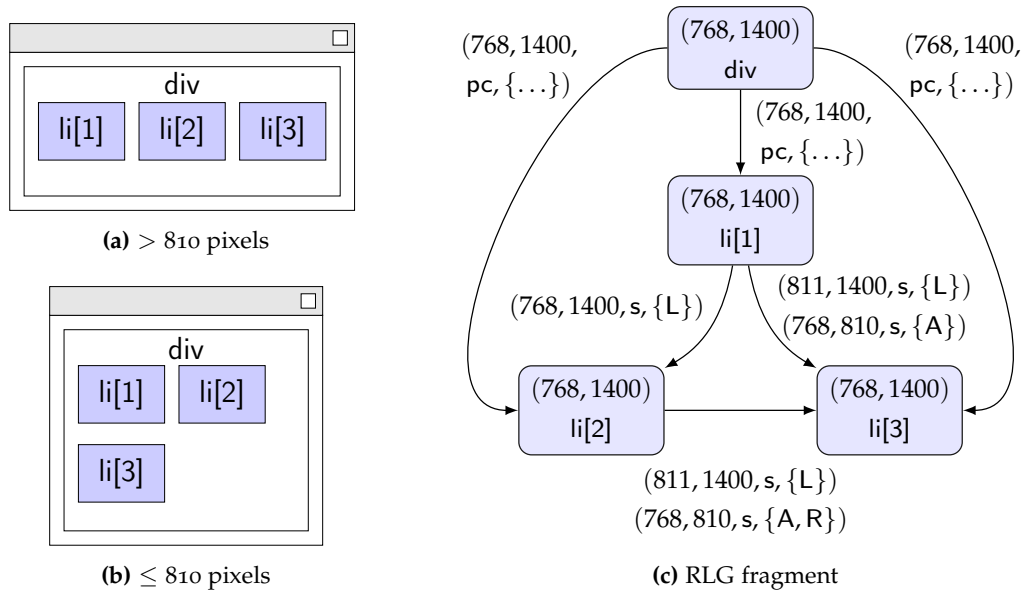 div
li[1] li[2] li[3]
(a) > 810 pixels
div
li[1] li[2]
li[3]
(b) ≤ 810 pixels
(768, 1400,
pc, {...})
(768, 1400)
div
(768, 1400,
pc, {...})
(768, 1400,
pc, {...})
(768, 1400)
li[1]
(768, 1400, s, {L})
(811, 1400, s, {L})
(768, 810, s, {A})
(768, 1400)
li[2]
(768, 1400)
li[3]
(811, 1400, s, {L})
(768, 810, s, {A, R})
(c) RLG fragment